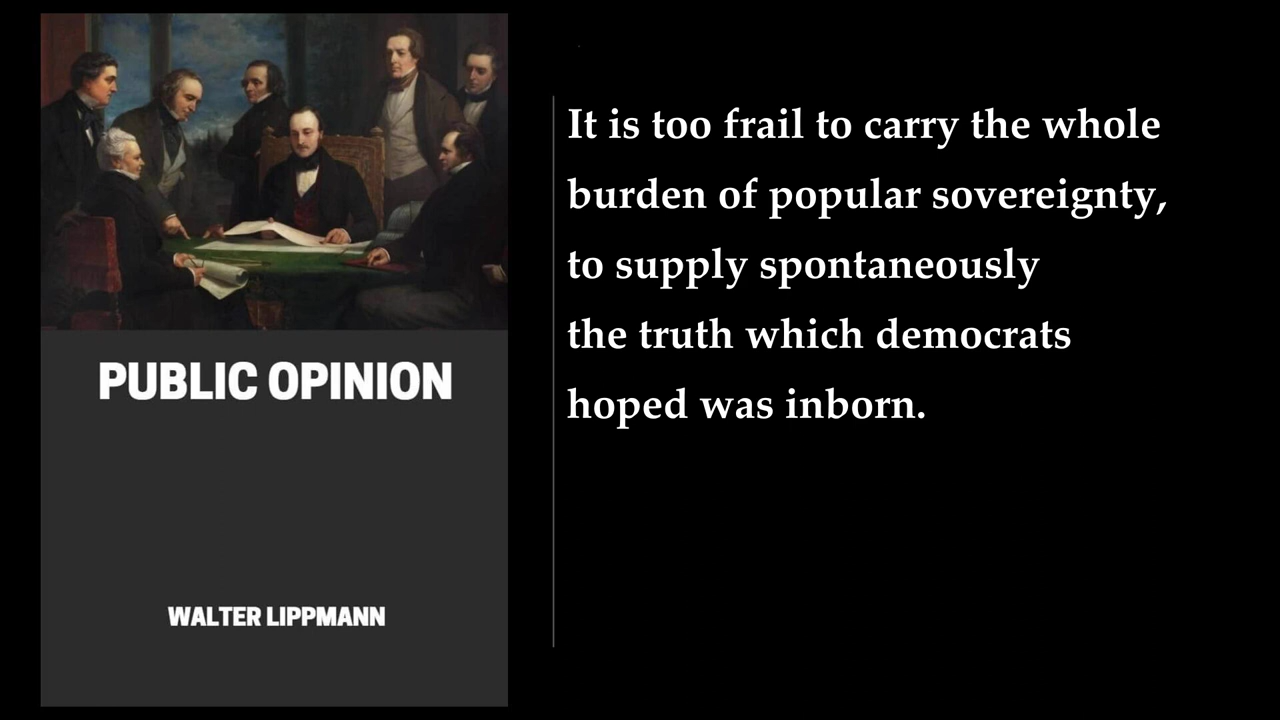 PUBLIC OPINION
WALTER LIPPMANN
It is too frail to carry the whole
burden of popular sovereignty,
to supply spontaneously
the truth which democrats
hoped was inborn.